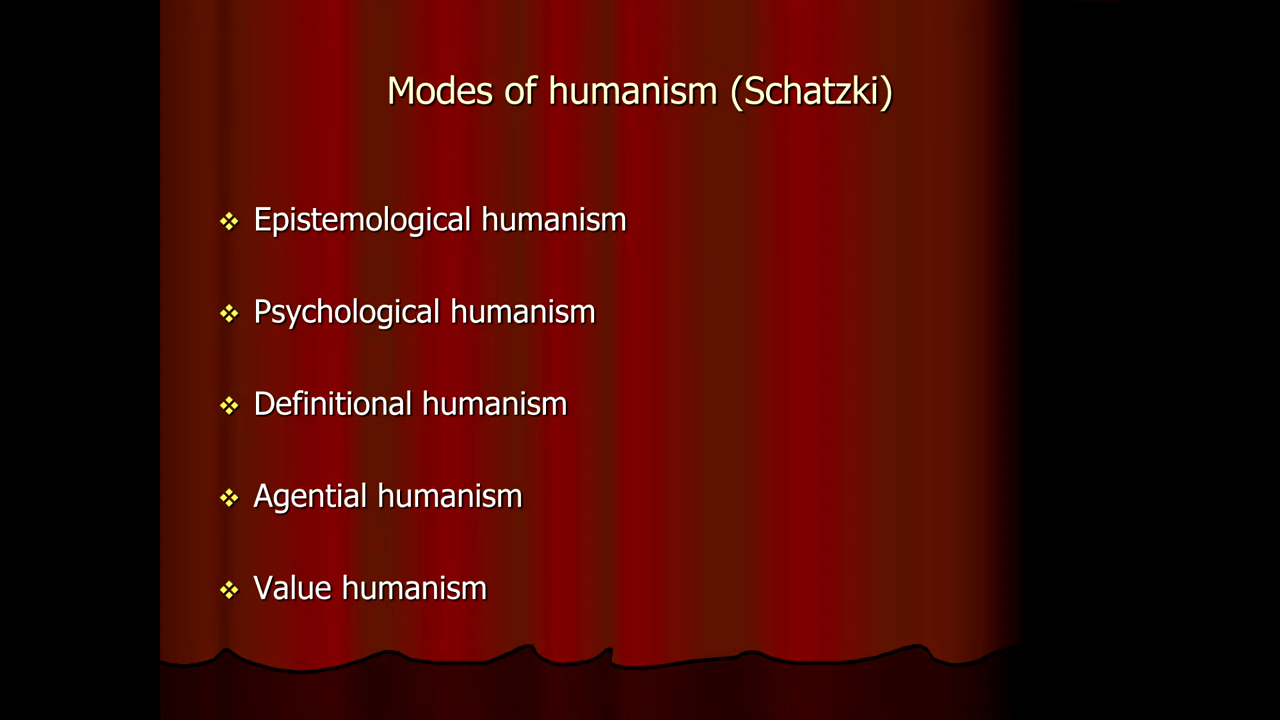 Modes of humanism (Schatzki)
❖ Epistemological humanism
❖ Psychological humanism
❖ Definitional humanism
❖ Agential humanism
❖ Value humanism